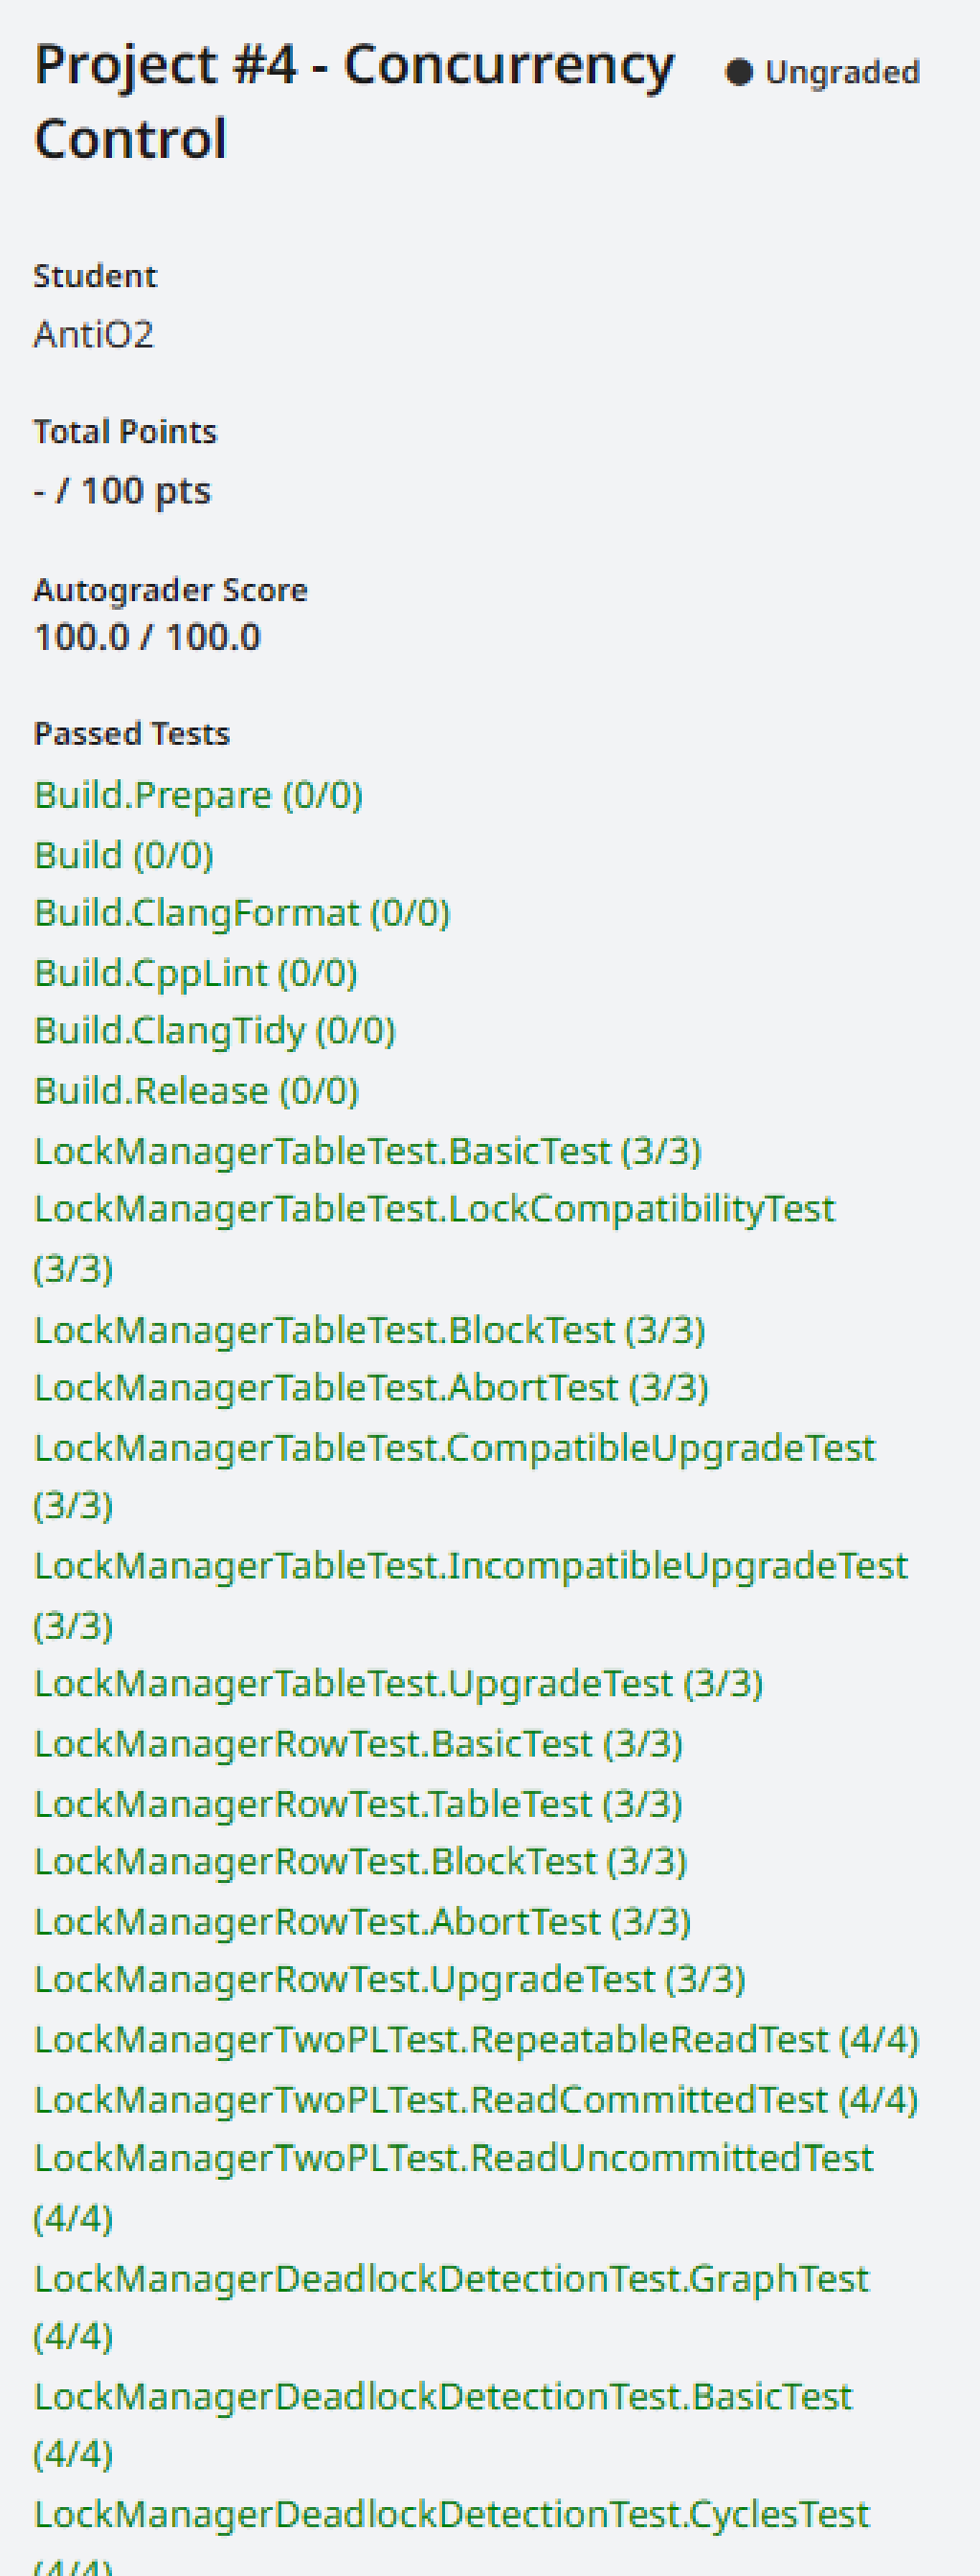 Project #4 - Concurrency
Control
Ungraded
Student
AntiO2
Total Points
- / 100 pts
Autograder Score
100.0 / 100.0
Passed Tests
Build.Prepare (0/0)
Build (0/0)
Build.ClangFormat (0/0)
Build.CppLint (0/0)
Build.ClangTidy (0/0)
Build.Release (0/0)
LockManagerTableTest.BasicTest (3/3)
LockManagerTableTest.LockCompatibilityTest
(3/3)
LockManagerTableTest.BlockTest (3/3)
LockManagerTableTest.AbortTest (3/3)
LockManagerTableTest.CompatibleUpgradeTest
(3/3)
LockManagerTableTest.IncompatibleUpgradeTest
(3/3)
LockManagerTableTest.UpgradeTest (3/3)
LockManagerRowTest.BasicTest (3/3)
LockManagerRowTest.TableTest (3/3)
LockManagerRowTest.BlockTest (3/3)
LockManagerRowTest.AbortTest (3/3)
LockManagerRowTest.UpgradeTest (3/3)
LockManagerTwoPLTest.RepeatableReadTest (4/4)
LockManagerTwoPLTest.ReadCommittedTest (4/4)
LockManagerTwoPLTest.ReadUncommittedTest
(4/4)
LockManagerDeadlockDetectionTest.GraphTest
(4/4)
LockManagerDeadlockDetectionTest.BasicTest
(4/4)
LockManagerDeadlockDetectionTest.CyclesTest
(4/4)